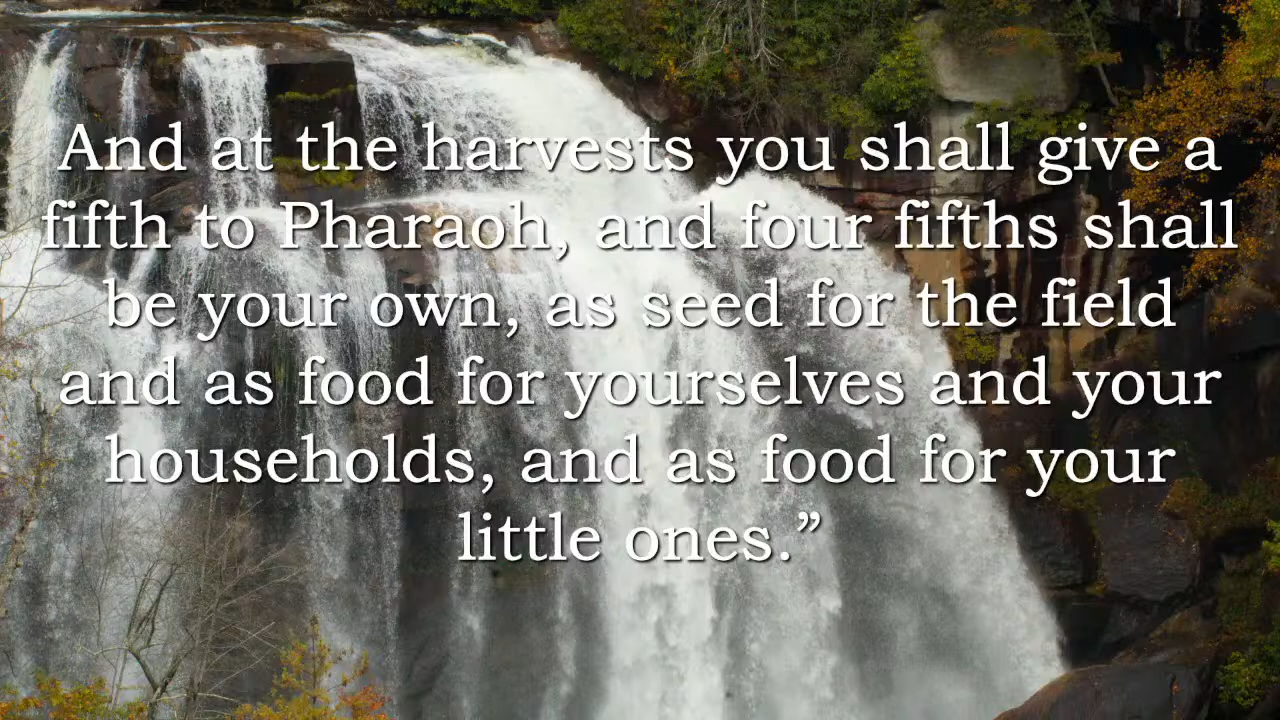 And at the harvests you shall give a
fifth to Pharaoh, and four fifths shall
be your own, as seed for the field
and as food for yourselves and your
households, and as food for your
little ones.”